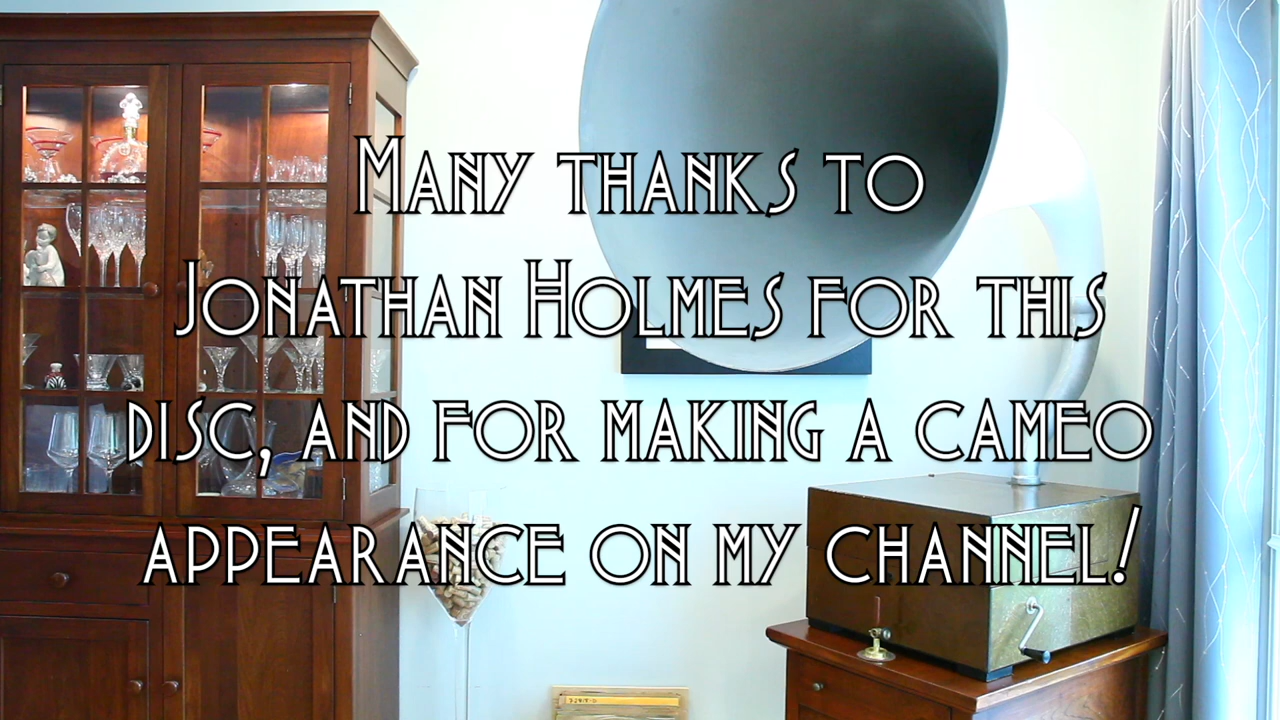 Many thanks to
Jonathan Holmes for this
disc, and for making a cameo
appearance on my channel!